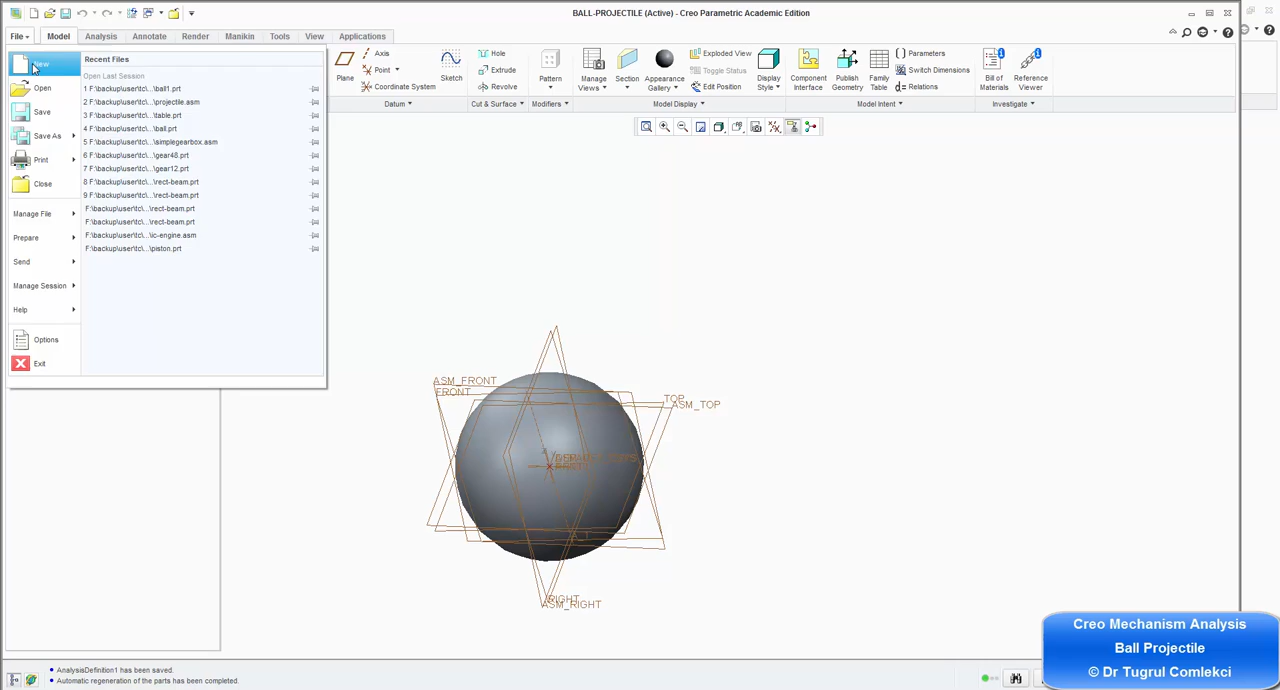 BALL-PROJECTILE (Active) - Creo Parametric Academic Edition
File
Model
Analysis
Annotate
Render
Manikin
Tools
View
Applications
New
Open
Save
Save As
Print
Close
Manage File
Prepare
Send
Manage Session
Help
Options
Exit
Recent Files
Open Last Session
1 F:\backup\user\tc\...\ball1.prt
2 F:\backup\user\tc\...\projectile.asm
3 F:\backup\user\tc\...\table.prt
4 F:\backup\user\tc\...\ball.prt
5 F:\backup\user\tc\...\simplegearbox.asm
6 F:\backup\user\tc\...\gear48.prt
7 F:\backup\user\tc\...\gear12.prt
8 F:\backup\user\tc\...\rect-beam.prt
9 F:\backup\user\tc\...\rect-beam.prt
F:\backup\user\tc\...\rect-beam.prt
F:\backup\user\tc\...\rect-beam.prt
F:\backup\user\tc\...\ic-engine.asm
F:\backup\user\tc\...\piston.prt
Plane
Axis
Point
Coordinate System
Sketch
Datum
Hole
Extrude
Revolve
Cut & Surface
Pattern
Modifiers
Manage Views
Section
Appearance Gallery
Exploded View
Toggle Status
Edit Position
Display Style
Model Display
Component Interface
Publish Geometry
Family Table
Parameters
Switch Dimensions
Relations
Model Intent
Bill of Materials
Reference Viewer
Investigate
ASM_FRONT
FRONT
TOP
ASM_TOP
RIGHT
ASM_RIGHT
AnalysisDefinition1 has been saved.
Automatic regeneration of the parts has been completed.
Creo Mechanism Analysis
Ball Projectile
© Dr Tugrul Comlekci